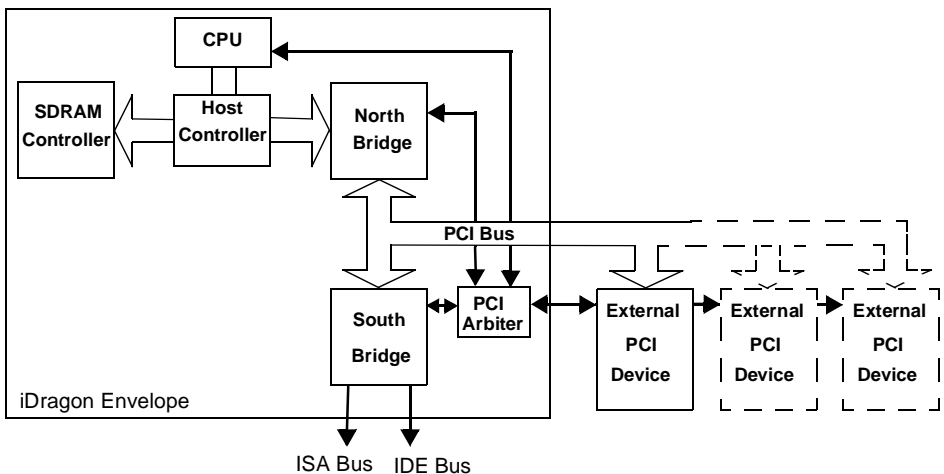 CPU
SDRAM
Controller
Host
Controller
North
Bridge
PCI Bus
South
Bridge
PCI
Arbiter
External
PCI
Device
External
PCI
Device
External
PCI
Device
iDragon Envelope
ISA Bus
IDE Bus